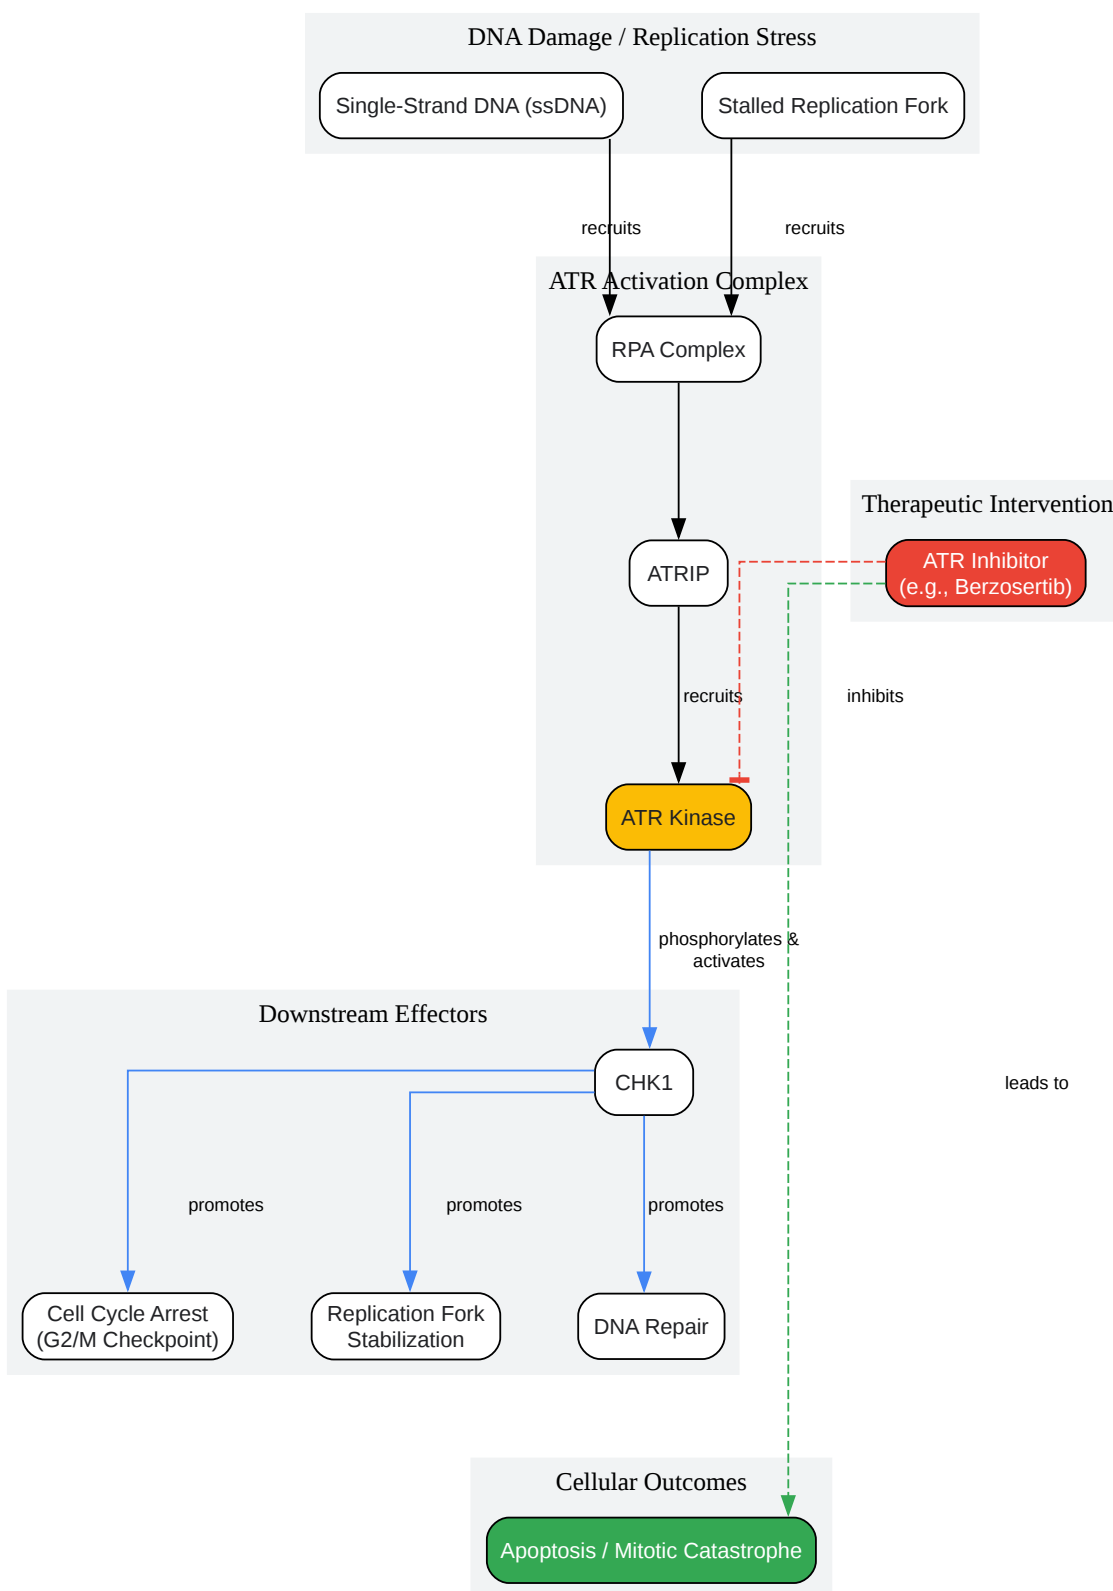 DNA Damage / Replication Stress
Single-Strand DNA (ssDNA)
Stalled Replication Fork
recruits
recruits
ATR Activation Complex
RPA Complex
Therapeutic Intervention
ATR Inhibitor
(e.g., Berzosertib)
ATRIP
recruits
inhibits
ATR Kinase
phosphorylates &
activates
Downstream Effectors
CHK1
leads to
promotes
promotes
promotes
Cell Cycle Arrest
(G2/M Checkpoint)
Replication Fork
Stabilization
DNA Repair
Cellular Outcomes
Apoptosis / Mitotic Catastrophe